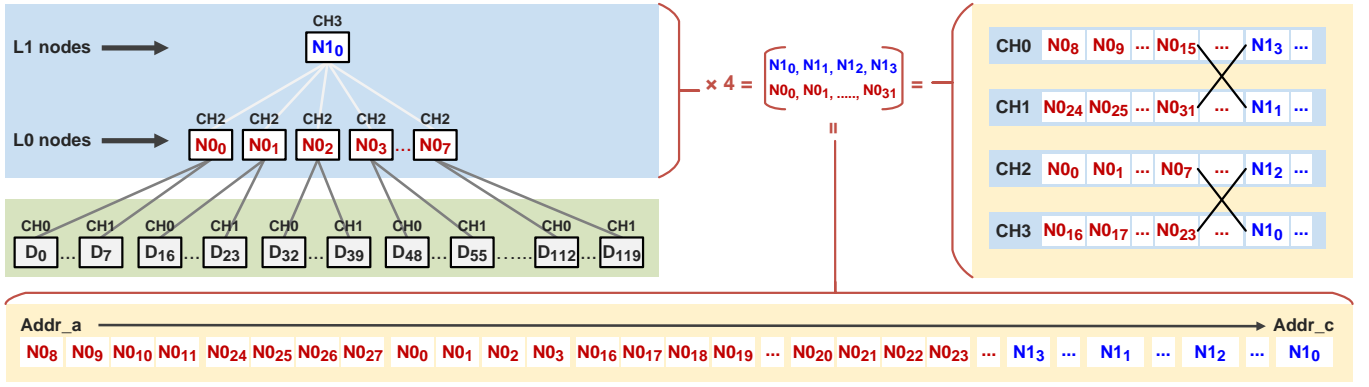 CH3
L1 nodes
N1₀
× 4 =
N1₀, N1₁, N1₂, N1₃
N0₀, N0₁, ....., N0₃₁
=
=
CH2 CH2 CH2 CH2 CH2
L0 nodes
N0₀ N0₁ N0₂ N0₃ ... N0₇
CH0 CH1 CH0 CH1 CH0 CH1 CH0 CH1 CH0 CH1
D₀ ... D₇ D₁₆ ... D₂₃ D₃₂ ... D₃₉ D₄₈ ... D₅₅ ...... D₁₁₂ ... D₁₁₉
CH0 N0₈ N0₉ ... N0₁₅ ... N1₃ ...
CH1 N0₂₄ N0₂₅ ... N0₃₁ ... N1₁ ...
CH2 N0₀ N0₁ ... N0₇ ... N1₂ ...
CH3 N0₁₆ N0₁₇ ... N0₂₃ ... N1₀ ...
Addr_a Addr_c
N0₈ N0₉ N0₁₀ N0₁₁ N0₂₄ N0₂₅ N0₂₆ N0₂₇ N0₀ N0₁ N0₂ N0₃ N0₁₆ N0₁₇ N0₁₈ N0₁₉ ... N0₂₀ N0₂₁ N0₂₂ N0₂₃ ... N1₃ ... N1₁ ... N1₂ ... N1₀